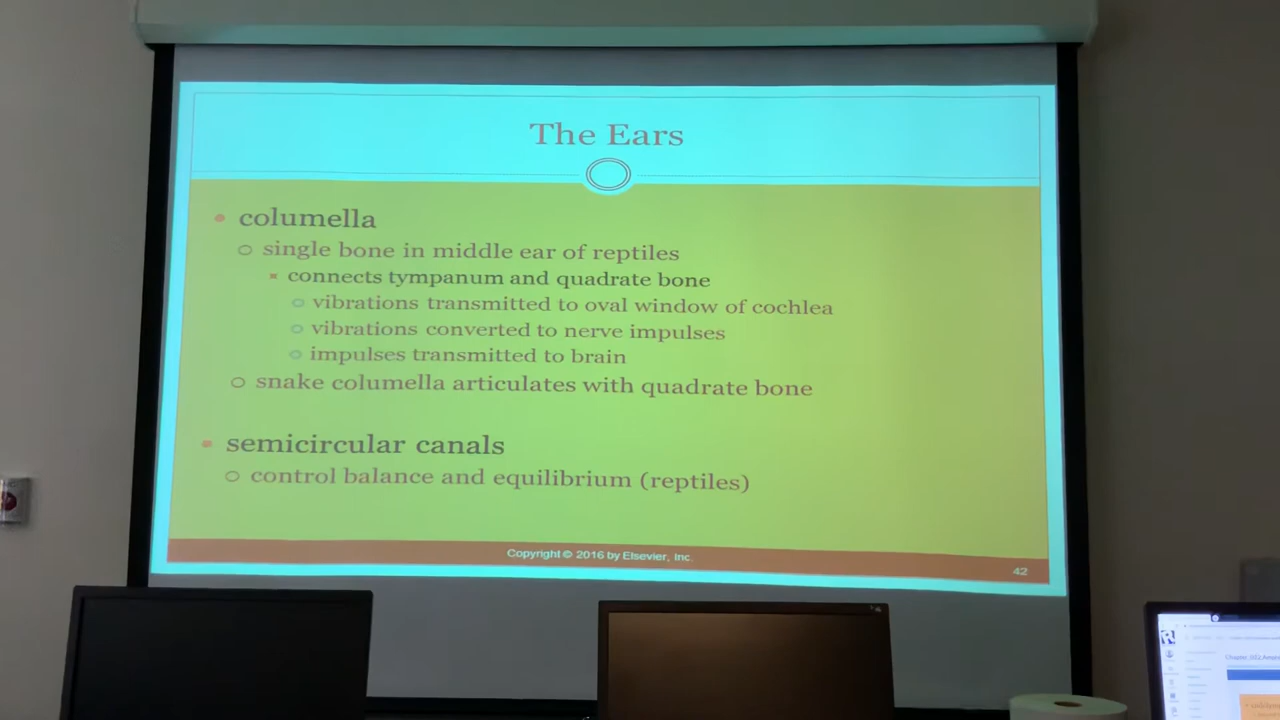 The Ears
columella
single bone in middle ear of reptiles
connects tympanum and quadrate bone
vibrations transmitted to oval window of cochlea
vibrations converted to nerve impulses
impulses transmitted to brain
snake columella articulates with quadrate bone
semicircular canals
control balance and equilibrium (reptiles)
Copyright © 2016 by Elsevier, Inc.
42